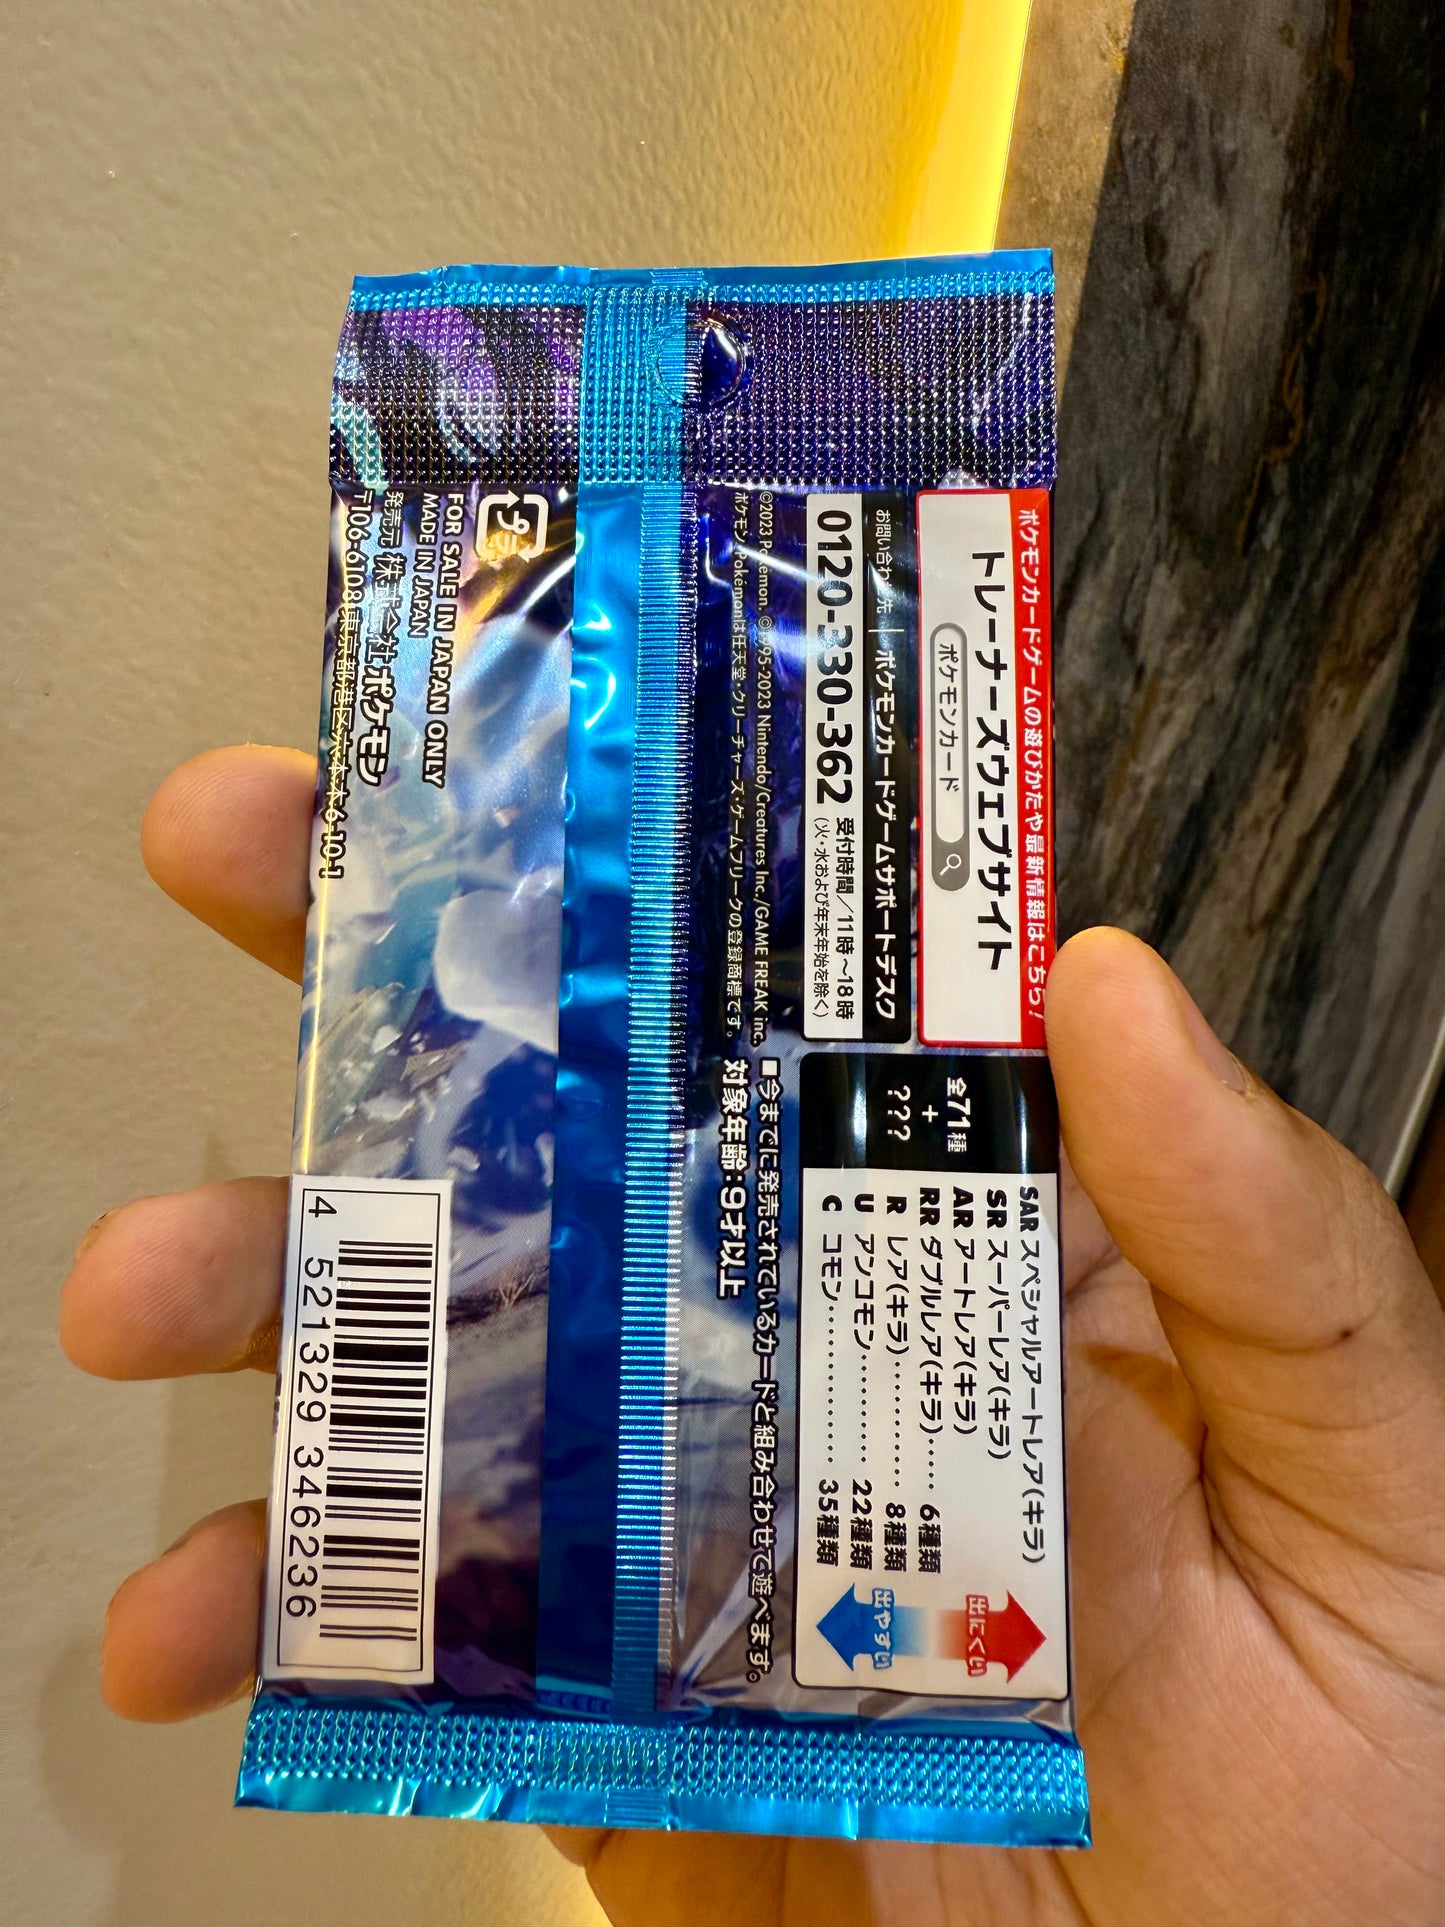 ポケモンカードゲームの遊びかたや最新情報はこちら！
トレーナーズウェブサイト
ポケモンカード
お問い合わせ先 ポケモンカードゲームサポートデスク
0120-330-362 受付時間／11時～18時
(火・水および年末年始を除く)
©2023 Pokémon. ©1995-2023 Nintendo/Creatures Inc./GAME FREAK inc.
ポケモン・Pokémonは任天堂・クリーチャーズ・ゲームフリークの登録商標です。
全71種
+
???
SAR スペシャルアートレア(キラ)
SR スーパーレア(キラ)
AR アートレア(キラ)
RR ダブルレア(キラ)‥‥ 6種類
R レア(キラ)‥‥‥‥‥ 8種類
U アンコモン‥‥‥‥‥ 22種類
C コモン‥‥‥‥‥‥‥ 35種類
出にくい
出やすい
■今までに発売されているカードと組み合わせて遊べます。
対象年齢：9才以上
プラ
FOR SALE IN JAPAN ONLY
MADE IN JAPAN
発売元 株式会社ポケモン
〒106-6108東京都港区六本木6-10-1
4 521329 346236